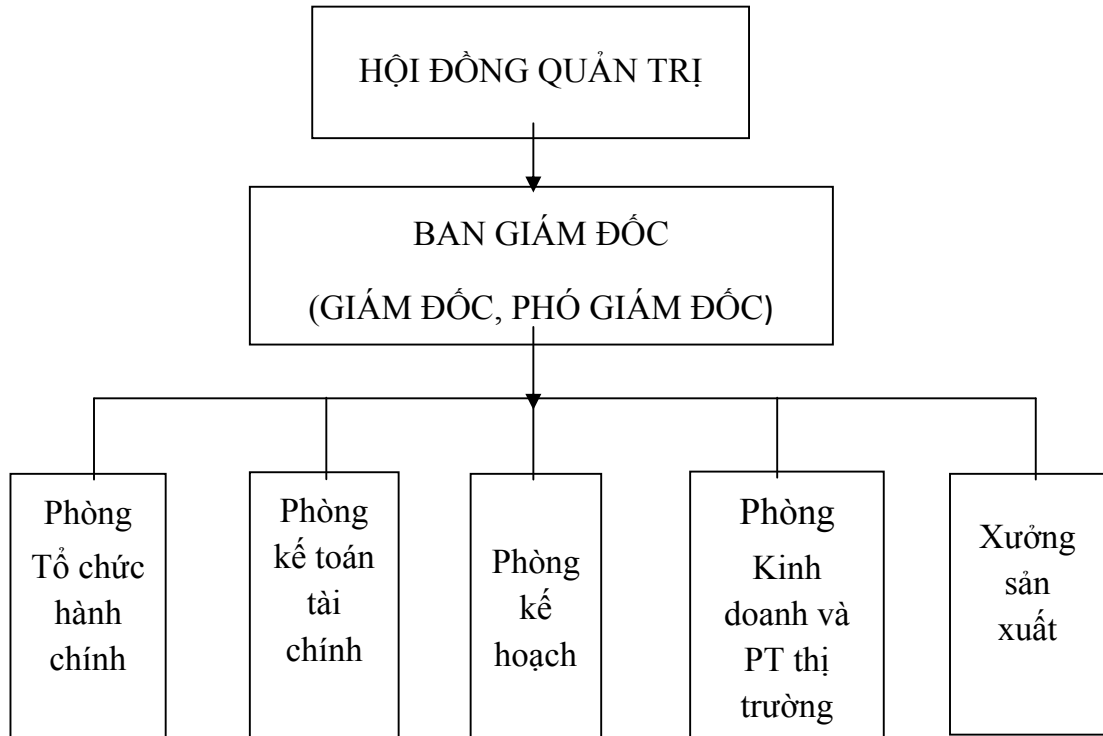 HỘI ĐỒNG QUẢN TRỊ
BAN GIÁM ĐỐC
(GIÁM ĐỐC, PHÓ GIÁM ĐỐC)
Phòng
Tổ chức
hành
chính
Phòng
kế toán
tài
chính
Phòng
kế
hoạch
Phòng
Kinh
doanh và
PT thị
trường
Xưởng
sản
xuất